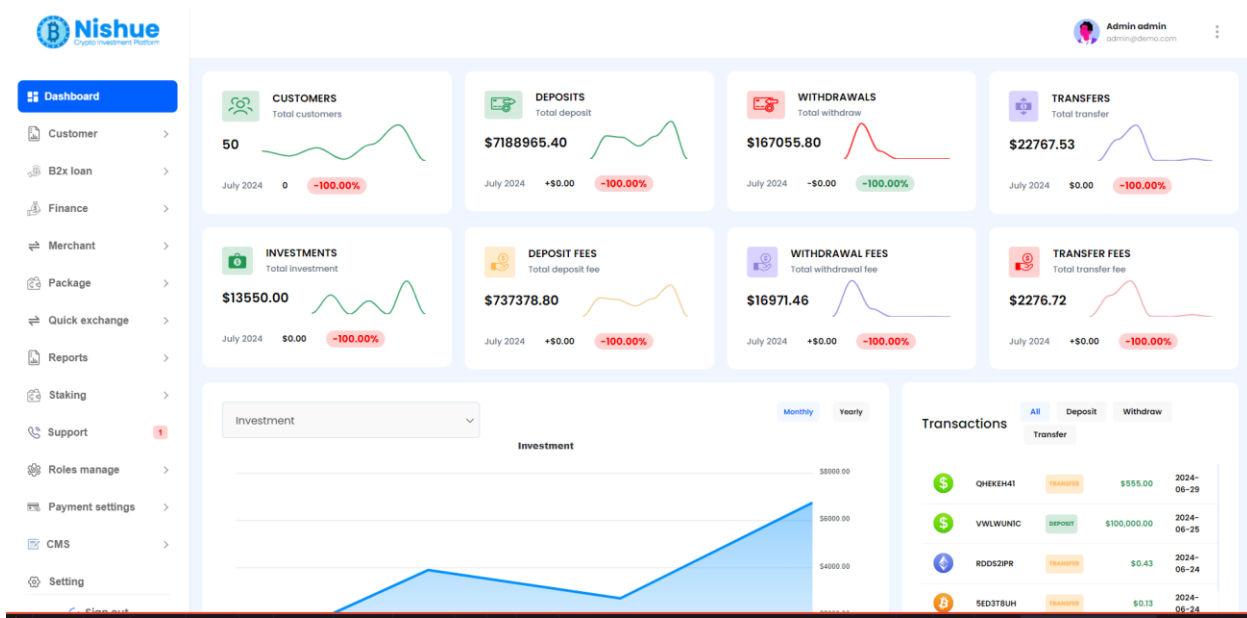 Nishue
Crypto Investment Platform
Admin admin
admin@demo.com
Dashboard
Customer
B2x loan
Finance
Merchant
Package
Quick exchange
Reports
Staking
Support
1
Roles manage
Payment settings
CMS
Setting
Sign out
CUSTOMERS
Total customers
50
July 2024 0 -100.00%
DEPOSITS
Total deposit
$7188965.40
July 2024 +$0.00 -100.00%
WITHDRAWALS
Total withdraw
$167055.80
July 2024 -$0.00 -100.00%
TRANSFERS
Total transfer
$22767.53
July 2024 $0.00 -100.00%
INVESTMENTS
Total investment
$13550.00
July 2024 $0.00 -100.00%
DEPOSIT FEES
Total deposit fee
$737378.80
July 2024 +$0.00 -100.00%
WITHDRAWAL FEES
Total withdrawal fee
$16971.46
July 2024 +$0.00 -100.00%
TRANSFER FEES
Total transfer fee
$2276.72
July 2024 +$0.00 -100.00%
Investment
Monthly Yearly
Investment
$8000.00
$6000.00
$4000.00
Transactions
All Deposit Withdraw
Transfer
QHEKEH41 TRANSFER $555.00 2024-
06-29
VWLWUN1C DEPOSIT $100,000.00 2024-
06-25
RDDS2IPR TRANSFER $0.43 2024-
06-24
5ED3T8UH TRANSFER $0.13 2024-
06-24